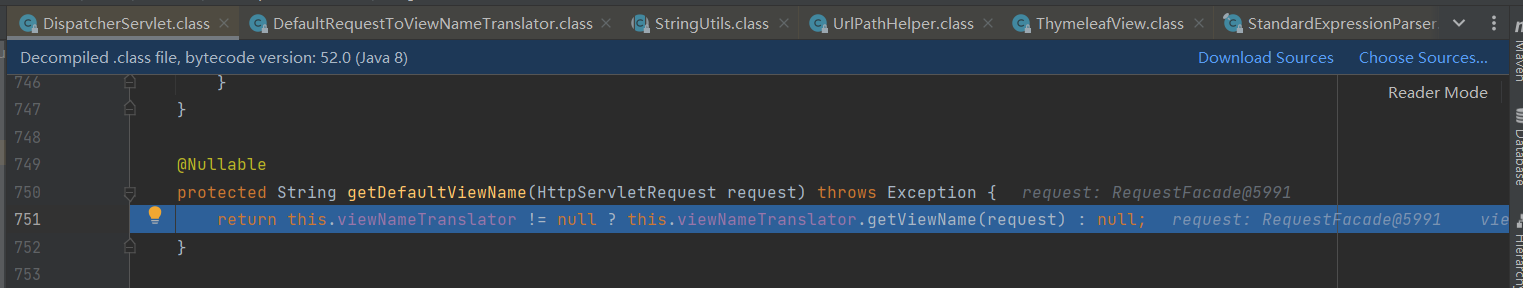 DispatcherServlet.class DefaultRequestToViewNameTranslator.class StringUtils.class UrlPathHelper.class ThymeleafView.class StandardExpressionParser.
Decompiled .class file, bytecode version: 52.0 (Java 8) Download Sources Choose Sources...
Reader Mode
746 }
747 }
748
749 @Nullable
750 protected String getDefaultViewName(HttpServletRequest request) throws Exception { request: RequestFacade@5991
751 return this.viewNameTranslator != null ? this.viewNameTranslator.getViewName(request) : null; request: RequestFacade@5991 vie
752 }
753
Maven
Database
Hierarchy